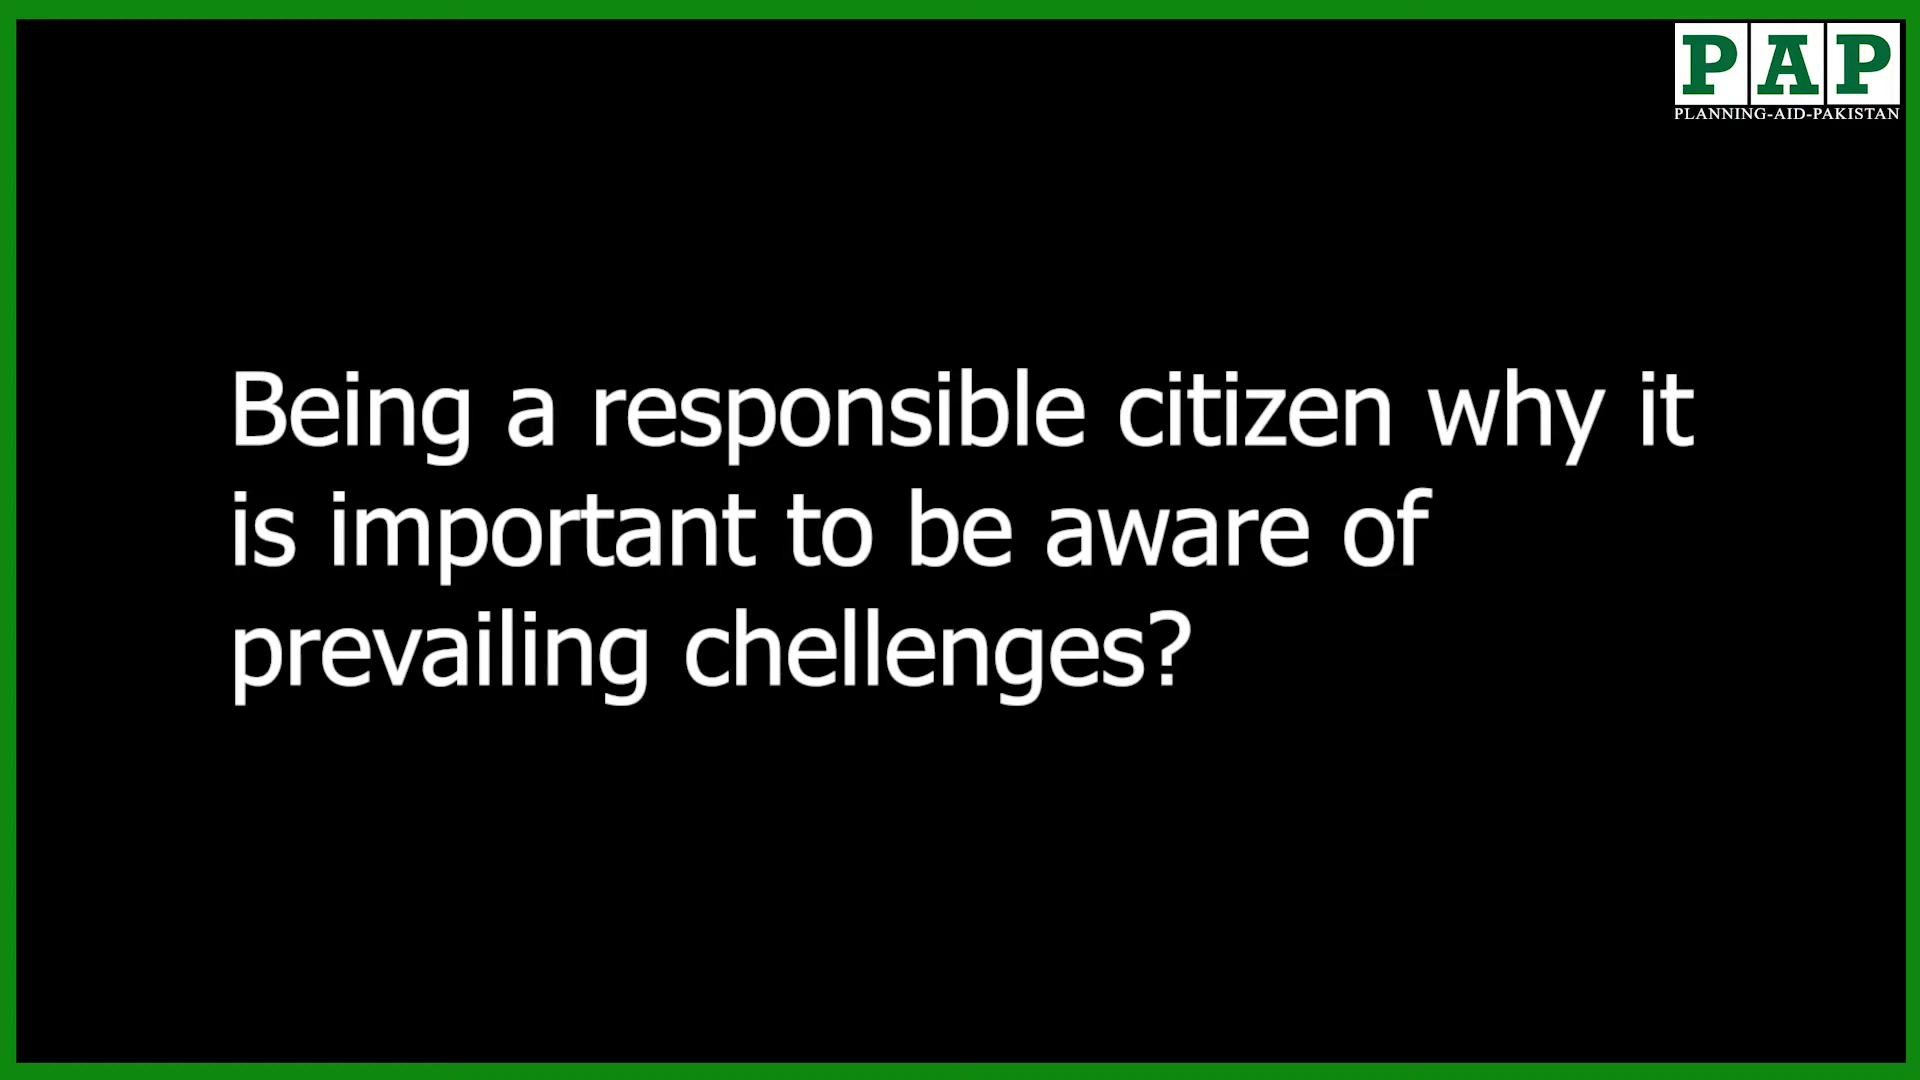 PAP
PLANNING-AID-PAKISTAN
Being a responsible citizen why it
is important to be aware of
prevailing chellenges?